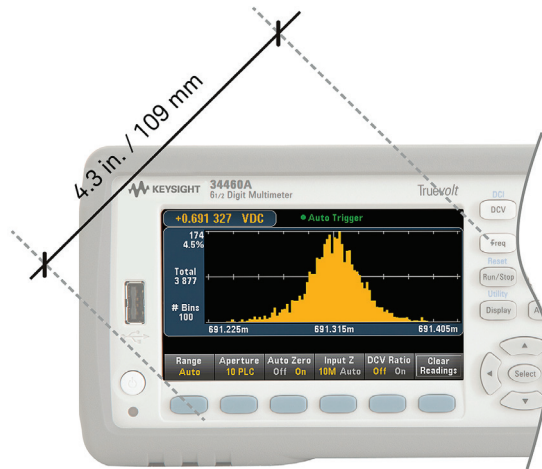 4.3 in. / 109 mm
KEYSIGHT 34460A
6 1/2 Digit Multimeter
Truevolt
DCI
DCV
+0.691 327 VDC
Auto Trigger
Freq
174
4.5%
Reset
Run/Stop
Total
3 877
Utility
Display
# Bins
100
691.225m 691.315m 691.405m
Range Aperture Auto Zero Input Z DCV Ratio Clear
Auto 10 PLC Off On 10M Auto Off On Readings
Select